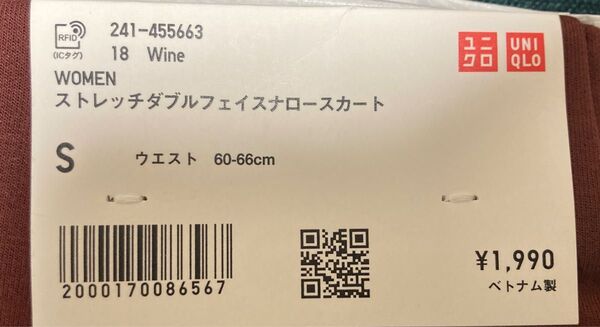 RFID
(ICタグ)
241-455663
18 Wine
ユニクロ
UNIQLO
WOMEN
ストレッチダブルフェイスナロースカート
S
ウエスト 60-66cm
2000170086567
¥1,990
ベトナム製